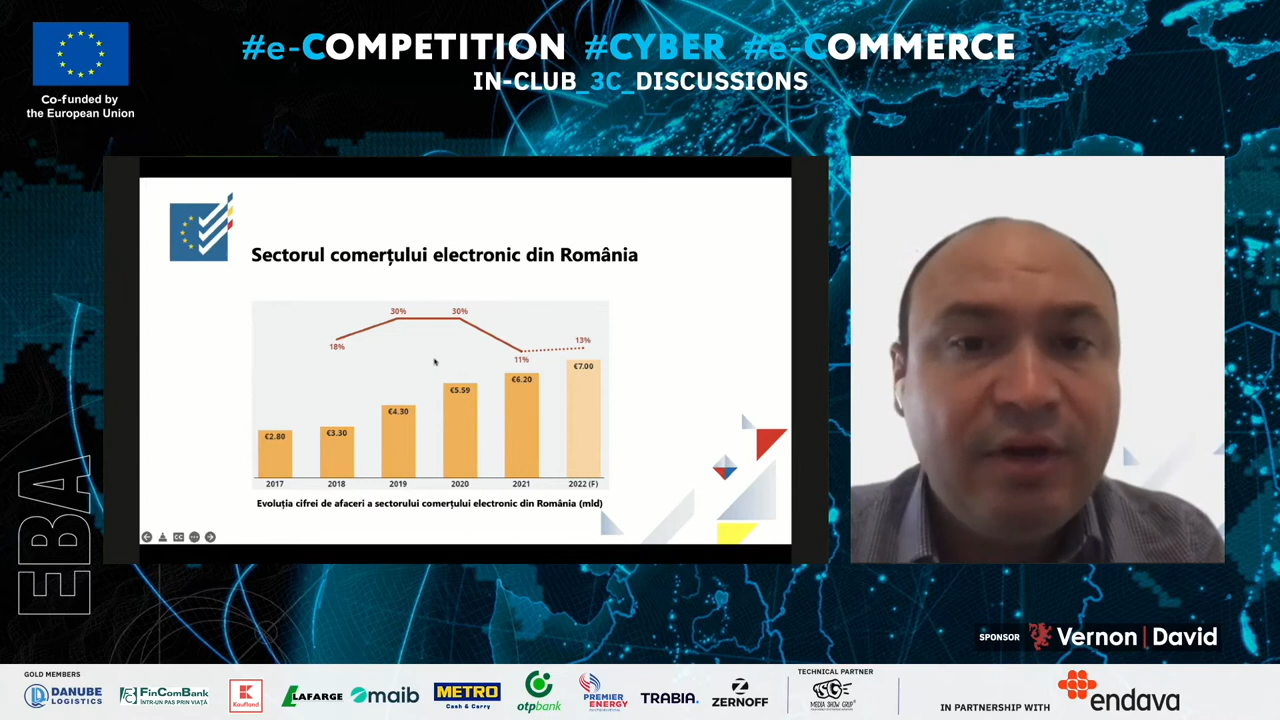 #e-COMPETITION #CYBER #e-COMMERCE
IN-CLUB_3C_DISCUSSIONS
Co-funded by
the European Union
Sectorul comerțului electronic din România
30% 30%
18%
13%
11%
€7.00
€6.20
€5.59
€4.30
€3.30
€2.80
2017 2018 2019 2020 2021 2022 (F)
Evoluția cifrei de afaceri a sectorului comerțului electronic din România (mld)
CC
EBA
SPONSOR Vernon | David
GOLD MEMBERS
DANUBE
LOGISTICS
FinComBank
ÎNTR-UN PAS PRIN VIAȚĂ
Kaufland
LAFARGE
maib
METRO
Cash & Carry
otpbank
PREMIER
ENERGY
TRABIA.
ZERNOFF
TECHNICAL PARTNER
MEDIA SHOW GRUP
IN PARTNERSHIP WITH endava